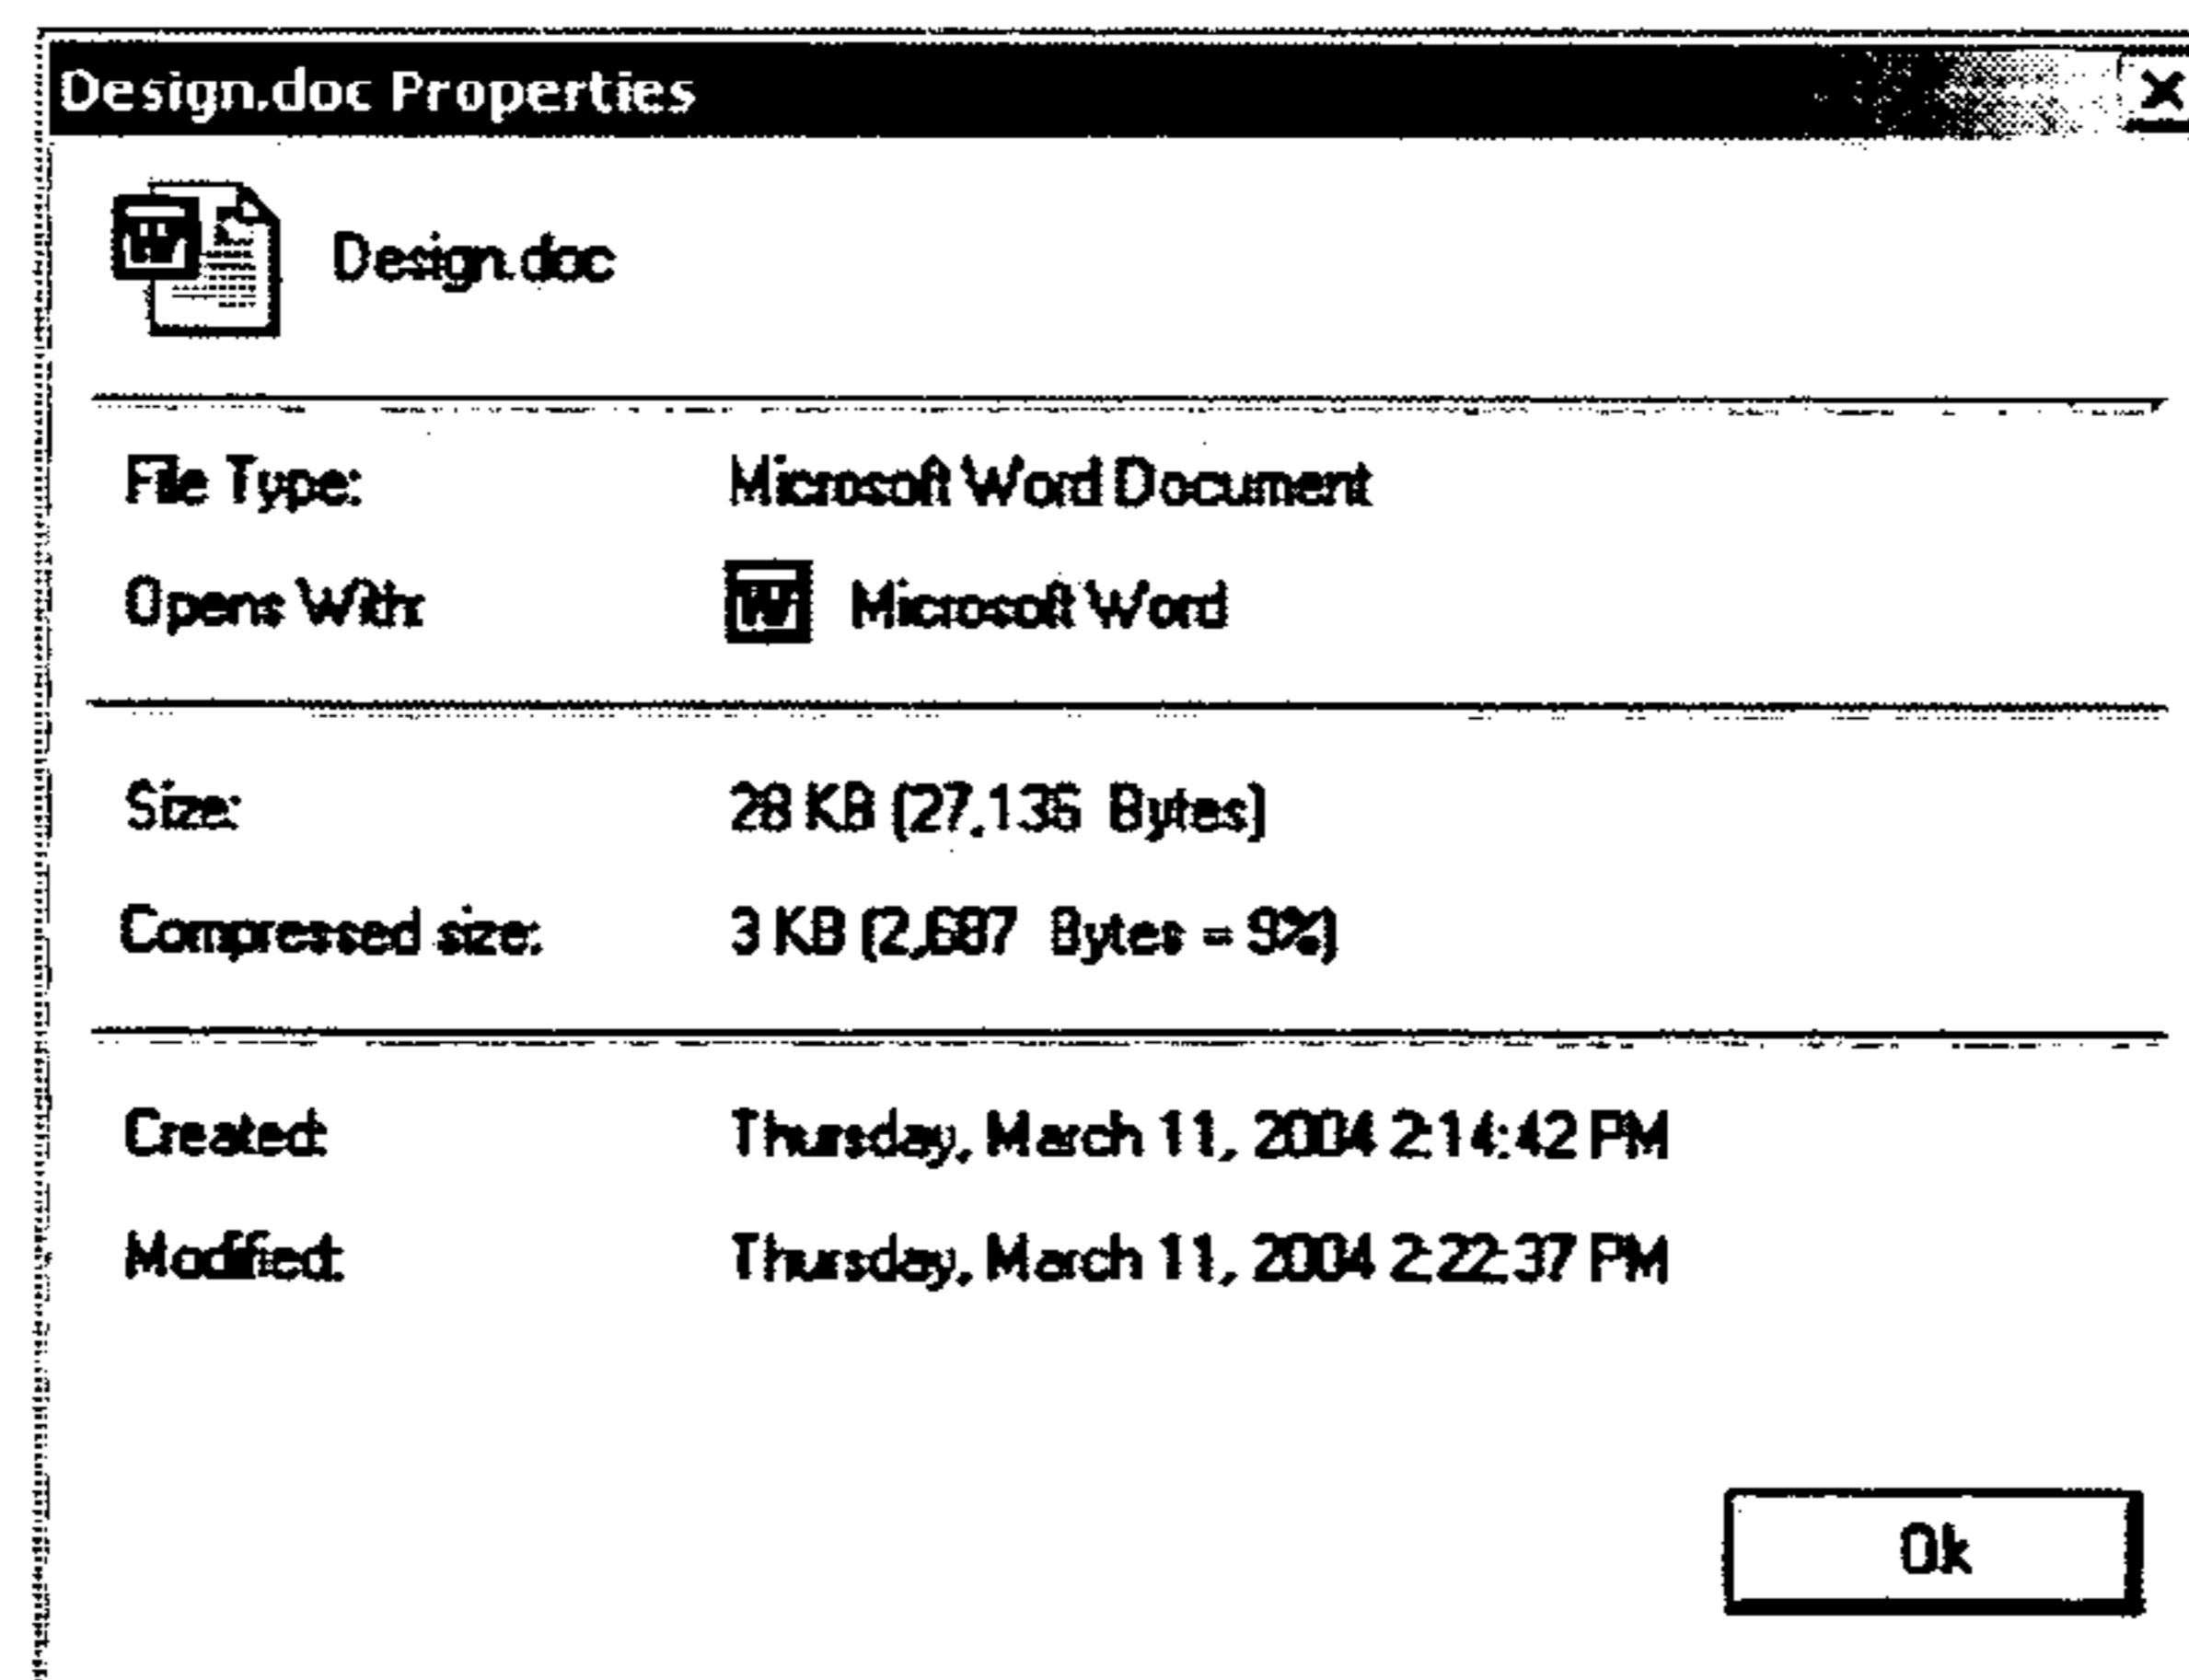 Design.doc Properties
W
Design.doc
File Type: Microsoft Word Document
Opens With: W Microsoft Word
Size: 28 KB (27,136 Bytes)
Compressed size: 3 KB (2,687 Bytes = 9%)
Created: Thursday, March 11, 2004 2:14:42 PM
Modified: Thursday, March 11, 2004 2:22:37 PM
Ok